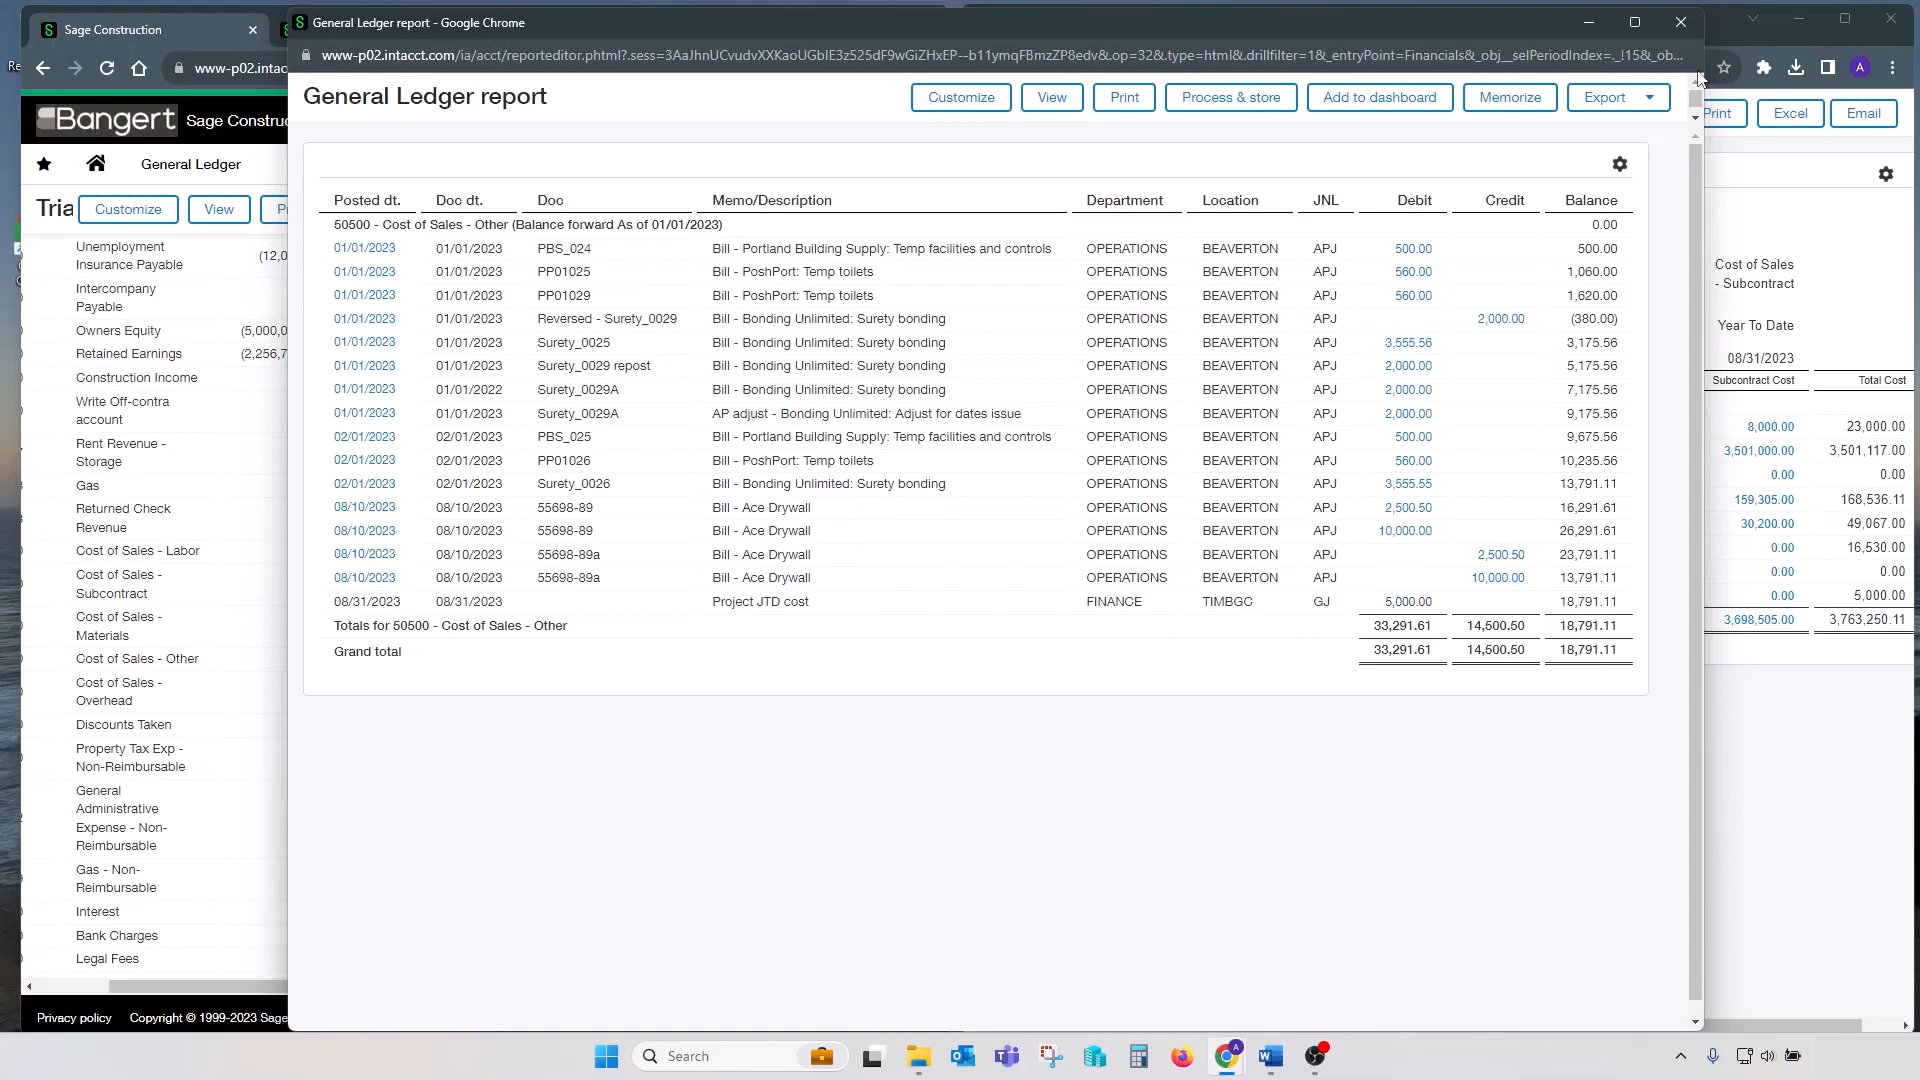 Sage Construction
General Ledger report - Google Chrome
www-p02.intac
www-p02.intacct.com/ia/acct/reporteditor.phtml?.sess=3AaJhnUCvudvXXKaoUGbIE3z525dF9wGiZHxEP--b11ymqFBmzZP8edv&.op=32&.type=html&.drillfilter=1&_entryPoint=Financials&_obj__selPeriodIndex=._!15&_ob...
Bangert Sage Constru
General Ledger
Tria Customize View P
General Ledger report
Customize View Print Process & store Add to dashboard Memorize Export
Print Excel Email
Posted dt. Doc dt. Doc Memo/Description Department Location JNL Debit Credit Balance
50500 - Cost of Sales - Other (Balance forward As of 01/01/2023) 0.00
01/01/2023 01/01/2023 PBS_024 Bill - Portland Building Supply: Temp facilities and controls OPERATIONS BEAVERTON APJ 500.00 500.00
01/01/2023 01/01/2023 PP01025 Bill - PoshPort: Temp toilets OPERATIONS BEAVERTON APJ 560.00 1,060.00
01/01/2023 01/01/2023 PP01029 Bill - PoshPort: Temp toilets OPERATIONS BEAVERTON APJ 560.00 1,620.00
01/01/2023 01/01/2023 Reversed - Surety_0029 Bill - Bonding Unlimited: Surety bonding OPERATIONS BEAVERTON APJ 2,000.00 (380.00)
01/01/2023 01/01/2023 Surety_0025 Bill - Bonding Unlimited: Surety bonding OPERATIONS BEAVERTON APJ 3,555.56 3,175.56
01/01/2023 01/01/2023 Surety_0029 repost Bill - Bonding Unlimited: Surety bonding OPERATIONS BEAVERTON APJ 2,000.00 5,175.56
01/01/2023 01/01/2022 Surety_0029A Bill - Bonding Unlimited: Surety bonding OPERATIONS BEAVERTON APJ 2,000.00 7,175.56
01/01/2023 01/01/2023 Surety_0029A AP adjust - Bonding Unlimited: Adjust for dates issue OPERATIONS BEAVERTON APJ 2,000.00 9,175.56
02/01/2023 02/01/2023 PBS_025 Bill - Portland Building Supply: Temp facilities and controls OPERATIONS BEAVERTON APJ 500.00 9,675.56
02/01/2023 02/01/2023 PP01026 Bill - PoshPort: Temp toilets OPERATIONS BEAVERTON APJ 560.00 10,235.56
02/01/2023 02/01/2023 Surety_0026 Bill - Bonding Unlimited: Surety bonding OPERATIONS BEAVERTON APJ 3,555.55 13,791.11
08/10/2023 08/10/2023 55698-89 Bill - Ace Drywall OPERATIONS BEAVERTON APJ 2,500.50 16,291.61
08/10/2023 08/10/2023 55698-89 Bill - Ace Drywall OPERATIONS BEAVERTON APJ 10,000.00 26,291.61
08/10/2023 08/10/2023 55698-89a Bill - Ace Drywall OPERATIONS BEAVERTON APJ 2,500.50 23,791.11
08/10/2023 08/10/2023 55698-89a Bill - Ace Drywall OPERATIONS BEAVERTON APJ 10,000.00 13,791.11
08/31/2023 08/31/2023 Project JTD cost FINANCE TIMBGC GJ 5,000.00 18,791.11
Totals for 50500 - Cost of Sales - Other 33,291.61 14,500.50 18,791.11
Grand total 33,291.61 14,500.50 18,791.11
Unemployment
Insurance Payable (12,0
Intercompany
Payable
Owners Equity (5,000,0
Retained Earnings (2,256,7
Construction Income
Write Off-contra
account
Rent Revenue -
Storage
Gas
Returned Check
Revenue
Cost of Sales - Labor
Cost of Sales -
Subcontract
Cost of Sales -
Materials
Cost of Sales - Other
Cost of Sales -
Overhead
Discounts Taken
Property Tax Exp -
Non-Reimbursable
General
Administrative
Expense - Non-
Reimbursable
Gas - Non-
Reimbursable
Interest
Bank Charges
Legal Fees
Cost of Sales
- Subcontract
Year To Date
08/31/2023
Subcontract Cost Total Cost
8,000.00 23,000.00
3,501,000.00 3,501,117.00
0.00 0.00
159,305.00 168,536.11
30,200.00 49,067.00
0.00 16,530.00
0.00 0.00
0.00 5,000.00
3,698,505.00 3,763,250.11
Privacy policy Copyright © 1999-2023 Sage
Search